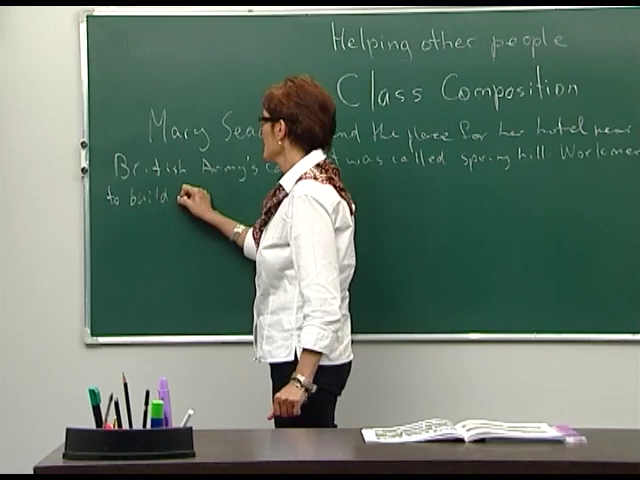 Helping other people
Class Composition
Mary Sea nd the place for her hotel near
British Army's ca t was called spring hill. Workmen
to build